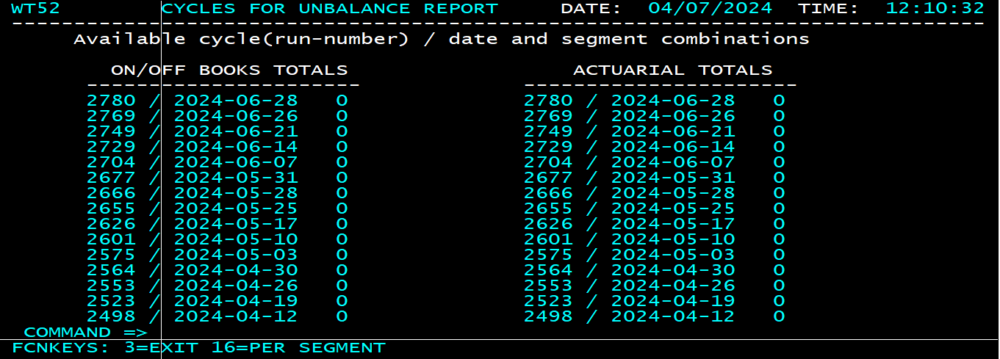 WT52 CYCLES FOR UNBALANCE REPORT DATE: 04/07/2024 TIME: 12:10:32
-------------------------------------------------------------------------------
Available cycle(run-number) / date and segment combinations
ON/OFF BOOKS TOTALS ACTUARIAL TOTALS
---------------------- ----------------------
2780 / 2024-06-28 0 2780 / 2024-06-28 0
2769 / 2024-06-26 0 2769 / 2024-06-26 0
2749 / 2024-06-21 0 2749 / 2024-06-21 0
2729 / 2024-06-14 0 2729 / 2024-06-14 0
2704 / 2024-06-07 0 2704 / 2024-06-07 0
2677 / 2024-05-31 0 2677 / 2024-05-31 0
2666 / 2024-05-28 0 2666 / 2024-05-28 0
2655 / 2024-05-25 0 2655 / 2024-05-25 0
2626 / 2024-05-17 0 2626 / 2024-05-17 0
2601 / 2024-05-10 0 2601 / 2024-05-10 0
2575 / 2024-05-03 0 2575 / 2024-05-03 0
2564 / 2024-04-30 0 2564 / 2024-04-30 0
2553 / 2024-04-26 0 2553 / 2024-04-26 0
2523 / 2024-04-19 0 2523 / 2024-04-19 0
2498 / 2024-04-12 0 2498 / 2024-04-12 0
COMMAND =>
FCNKEYS: 3=EXIT 16=PER SEGMENT